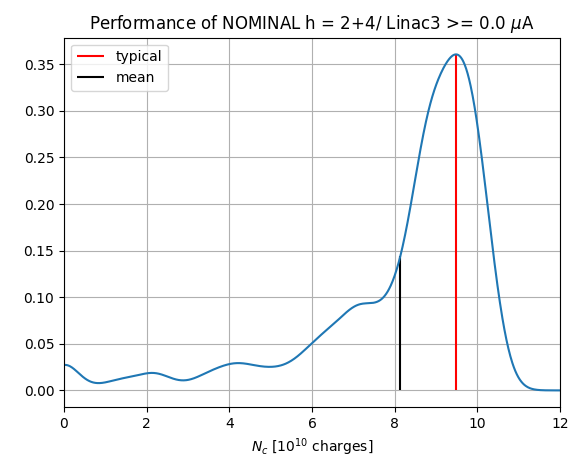 Performance of NOMINAL h = 2+4/ Linac3 >= 0.0 μA
typical
mean
0.35
0.30
0.25
0.20
0.15
0.10
0.05
0.00
0 2 4 6 8 10 12
N_c [10^10 charges]